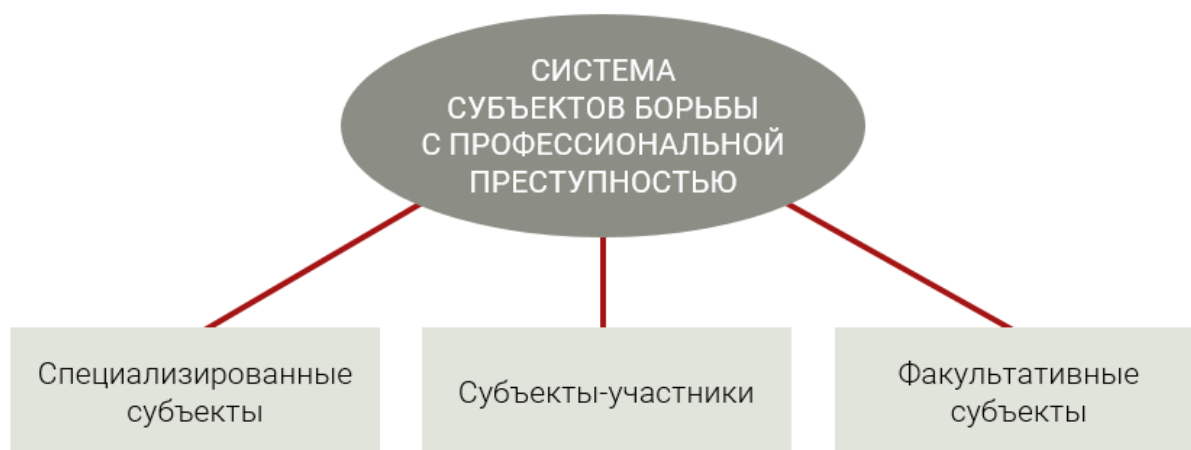 СИСТЕМА
СУБЪЕКТОВ БОРЬБЫ
С ПРОФЕССИОНАЛЬНОЙ
ПРЕСТУПНОСТЬЮ
Специализированные
субъекты
Субъекты-участники
Факультативные
субъекты